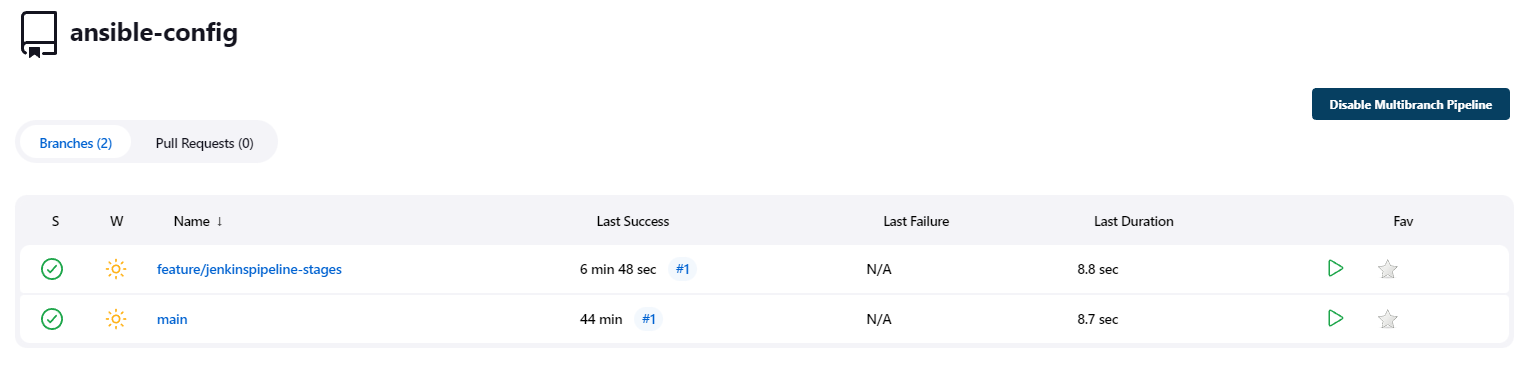 ansible-config
Disable Multibranch Pipeline
Branches (2) Pull Requests (0)
S W Name ↓ Last Success Last Failure Last Duration Fav
feature/jenkinspipeline-stages 6 min 48 sec #1 N/A 8.8 sec
main 44 min #1 N/A 8.7 sec